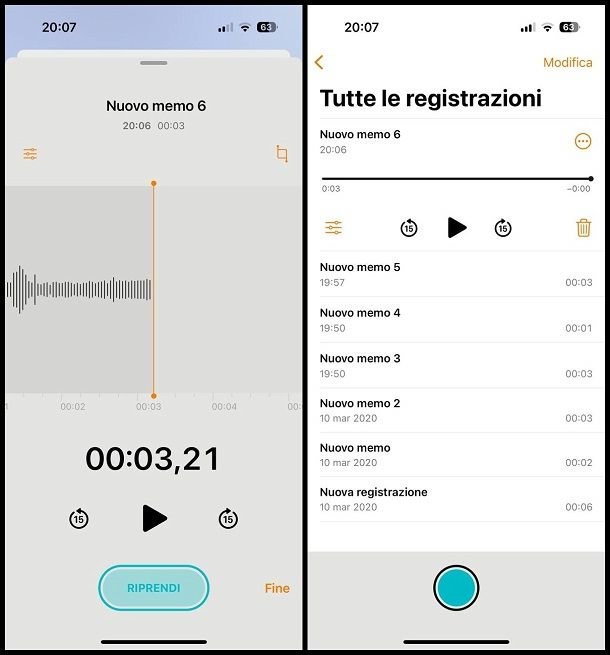 20:07
63
Nuovo memo 6
20:06 00:03
00:02 00:03 00:04
00:03,21
15 15
RIPRENDI
Fine
20:07
63
Modifica
Tutte le registrazioni
Nuovo memo 6
20:06
0:03 −0:00
15 15
Nuovo memo 5
19:57 00:03
Nuovo memo 4
19:50 00:01
Nuovo memo 3
19:50 00:03
Nuovo memo 2
10 mar 2020 00:03
Nuovo memo
10 mar 2020 00:02
Nuova registrazione
10 mar 2020 00:06